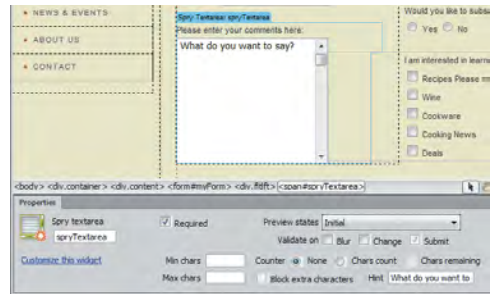 NEWS & EVENTS
ABOUT US
CONTACT
Spry Textarea: spryTextarea
Please enter your comments here:
What do you want to say?
Would you like to subsc
Yes
No
I am interested in learni
Recipes Please m
Wine
Cookware
Cooking News
Deals
<body> <div.container> <div.content> <form#myForm> <div.fltlft> <span#spryTextarea>
Properties
Spry textarea
spryTextarea
Customize this widget
Required
Preview states Initial
Validate on Blur Change Submit
Min chars
Counter None Chars count Chars remaining
Max chars
Block extra characters
Hint What do you want to